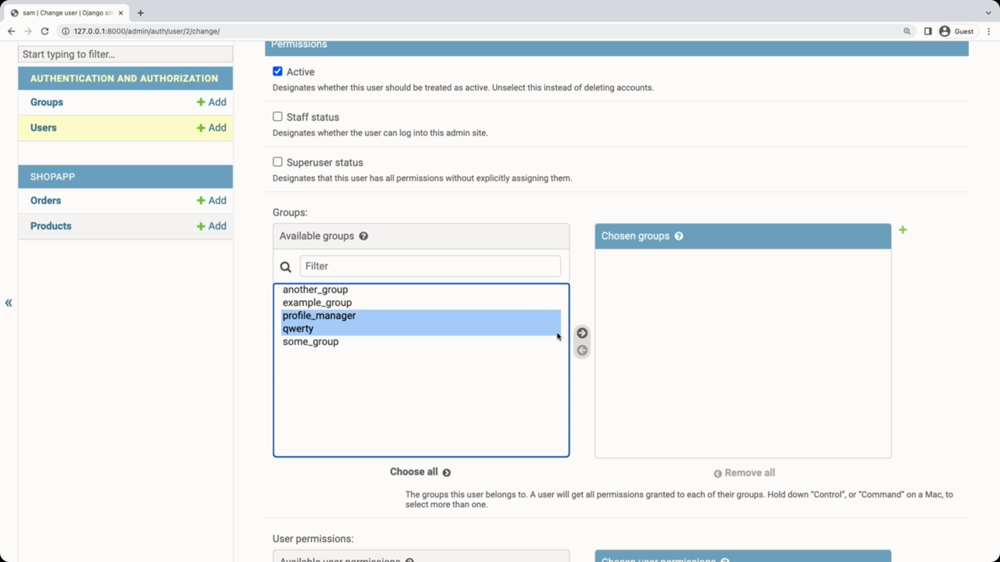 sam | Change user | Django sit
127.0.0.1:8000/admin/auth/user/2/change/
Guest
Start typing to filter...
AUTHENTICATION AND AUTHORIZATION
Groups
Add
Users
Add
SHOPAPP
Orders
Add
Products
Add
Permissions
Active
Designates whether this user should be treated as active. Unselect this instead of deleting accounts.
Staff status
Designates whether the user can log into this admin site.
Superuser status
Designates that this user has all permissions without explicitly assigning them.
Groups:
Available groups
Filter
another_group
example_group
profile_manager
qwerty
some_group
Choose all
Chosen groups
Remove all
The groups this user belongs to. A user will get all permissions granted to each of their groups. Hold down “Control”, or “Command” on a Mac, to
select more than one.
User permissions:
Available user permissions
Chosen user permissions